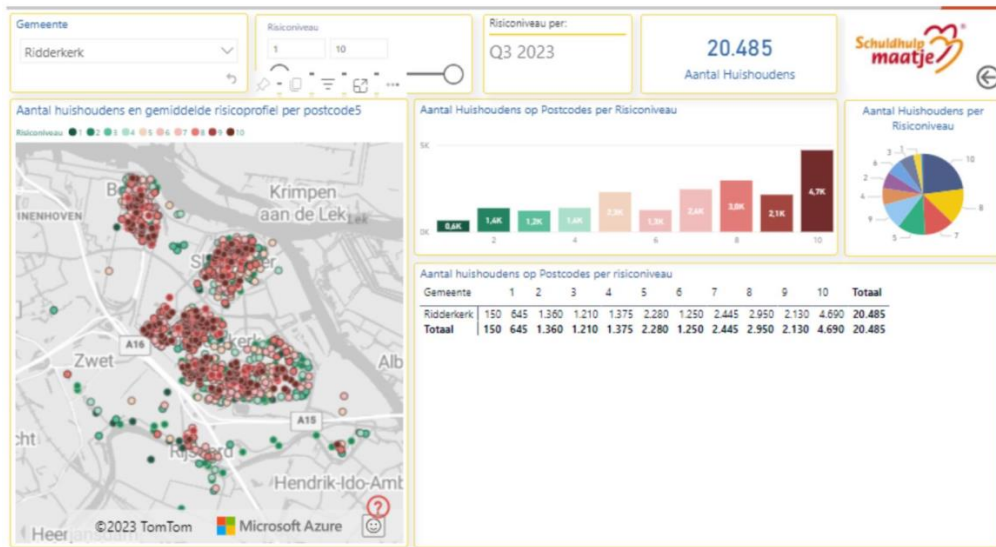 Gemeente
Ridderkerk
Risiconiveau
1 10
Risiconiveau per:
Q3 2023
20.485
Aantal Huishoudens
Schuldhulp
maatje
Aantal huishoudens en gemiddelde risicoprofiel per postcode5
Risiconiveau 1 2 3 4 5 6 7 8 9 10
Krimpen
aan de Lek
Lek
INENHOVEN
A16
Zwet
Alb
A15
cht
Hendrik-Ido-Amb
©2023 TomTom
Microsoft Azure
?
Aantal Huishoudens op Postcodes per Risiconiveau
5K
0K
0,6K
1,4K
1,2K
1,4K
1,3K
2,4K
3,0K
2,1K
4,7K
2 4 6 8 10
Aantal Huishoudens per
Risiconiveau
3 1 10
6
2
4 8
9
5 7
Aantal huishoudens op Postcodes per risiconiveau
Gemeente 1 2 3 4 5 6 7 8 9 10 Totaal
Ridderkerk 150 645 1.360 1.210 1.375 2.280 1.250 2.445 2.950 2.130 4.690 20.485
Totaal 150 645 1.360 1.210 1.375 2.280 1.250 2.445 2.950 2.130 4.690 20.485